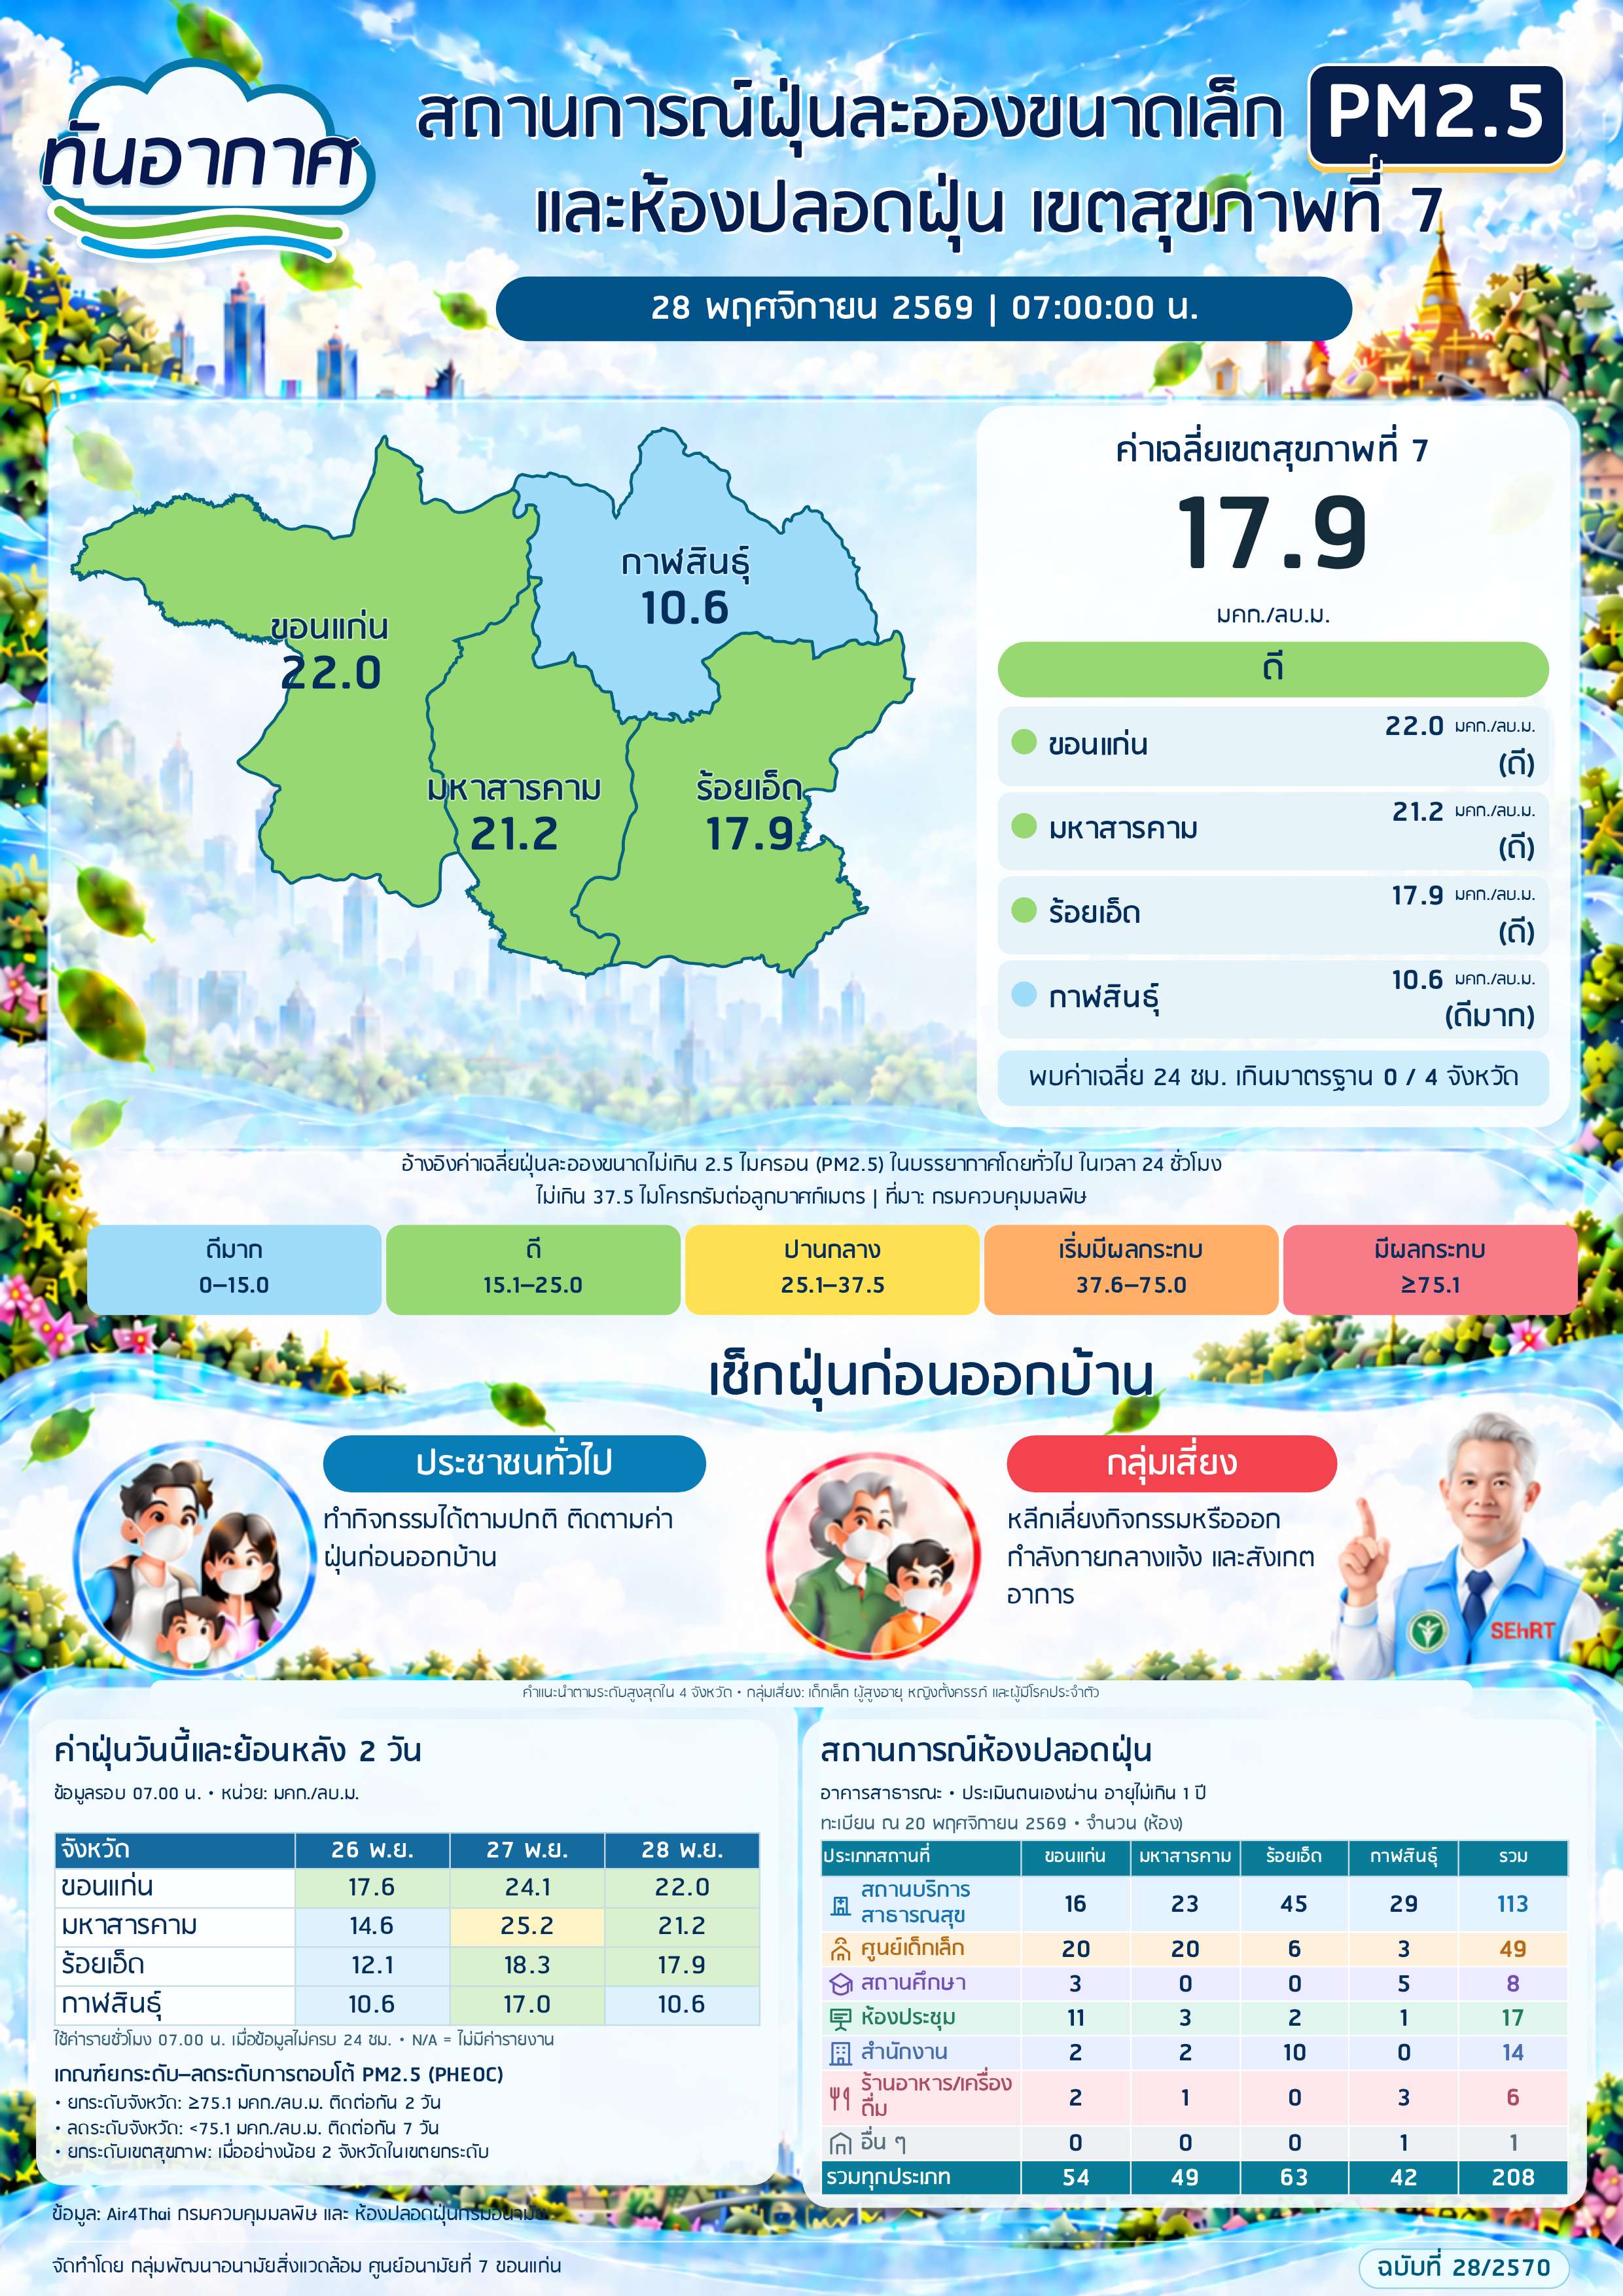 ทันอากาศ
สถานการณ์ฝุ่นละอองขนาดเล็ก PM2.5
และห้องปลอดฝุ่น เขตสุขภาพที่ 7
28 พฤศจิกายน 2569 | 07:00:00 น.
กาฬสินธุ์
10.6
ขอนแก่น
22.0
มหาสารคาม
21.2
ร้อยเอ็ด
17.9
ค่าเฉลี่ยเขตสุขภาพที่ 7
17.9
มคก./ลบ.ม.
ดี
ขอนแก่น 22.0 มคก./ลบ.ม.
(ดี)
มหาสารคาม 21.2 มคก./ลบ.ม.
(ดี)
ร้อยเอ็ด 17.9 มคก./ลบ.ม.
(ดี)
กาฬสินธุ์ 10.6 มคก./ลบ.ม.
(ดีมาก)
พบค่าเฉลี่ย 24 ชม. เกินมาตรฐาน 0 / 4 จังหวัด
อ้างอิงค่าเฉลี่ยฝุ่นละอองขนาดไม่เกิน 2.5 ไมครอน (PM2.5) ในบรรยากาศโดยทั่วไป ในเวลา 24 ชั่วโมง
ไม่เกิน 37.5 ไมโครกรัมต่อลูกบาศก์เมตร | ที่มา: กรมควบคุมมลพิษ
ดีมาก ดี ปานกลาง เริ่มมีผลกระทบ มีผลกระทบ
0–15.0 15.1–25.0 25.1–37.5 37.6–75.0 ≥75.1
เช็กฝุ่นก่อนออกบ้าน
ประชาชนทั่วไป
ทำกิจกรรมได้ตามปกติ ติดตามค่า
ฝุ่นก่อนออกบ้าน
กลุ่มเสี่ยง
หลีกเลี่ยงกิจกรรมหรือออก
กำลังกายกลางแจ้ง และสังเกต
อาการ
SEhRT
คำแนะนำตามระดับสูงสุดใน 4 จังหวัด • กลุ่มเสี่ยง: เด็กเล็ก ผู้สูงอายุ หญิงตั้งครรภ์ และผู้มีโรคประจำตัว
ค่าฝุ่นวันนี้และย้อนหลัง 2 วัน
ข้อมูลรอบ 07.00 น. • หน่วย: มคก./ลบ.ม.
จังหวัด 26 พ.ย. 27 พ.ย. 28 พ.ย.
ขอนแก่น 17.6 24.1 22.0
มหาสารคาม 14.6 25.2 21.2
ร้อยเอ็ด 12.1 18.3 17.9
กาฬสินธุ์ 10.6 17.0 10.6
ใช้ค่ารายชั่วโมง 07.00 น. เมื่อข้อมูลไม่ครบ 24 ชม. • N/A = ไม่มีค่ารายงาน
เกณฑ์ยกระดับ–ลดระดับการตอบโต้ PM2.5 (PHEOC)
• ยกระดับจังหวัด: ≥75.1 มคก./ลบ.ม. ติดต่อกัน 2 วัน
• ลดระดับจังหวัด: <75.1 มคก./ลบ.ม. ติดต่อกัน 7 วัน
• ยกระดับเขตสุขภาพ: เมื่ออย่างน้อย 2 จังหวัดในเขตยกระดับ
สถานการณ์ห้องปลอดฝุ่น
อาคารสาธารณะ • ประเมินตนเองผ่าน อายุไม่เกิน 1 ปี
ทะเบียน ณ 20 พฤศจิกายน 2569 • จำนวน (ห้อง)
ประเภทสถานที่ ขอนแก่น มหาสารคาม ร้อยเอ็ด กาฬสินธุ์ รวม
สถานบริการ
สาธารณสุข 16 23 45 29 113
ศูนย์เด็กเล็ก 20 20 6 3 49
สถานศึกษา 3 0 0 5 8
ห้องประชุม 11 3 2 1 17
สำนักงาน 2 2 10 0 14
ร้านอาหาร/เครื่อง
ดื่ม 2 1 0 3 6
อื่น ๆ 0 0 0 1 1
รวมทุกประเภท 54 49 63 42 208
ข้อมูล: Air4Thai กรมควบคุมมลพิษ และ ห้องปลอดฝุ่นกรมอนามัย
จัดทำโดย กลุ่มพัฒนาอนามัยสิ่งแวดล้อม ศูนย์อนามัยที่ 7 ขอนแก่น
ฉบับที่ 28/2570